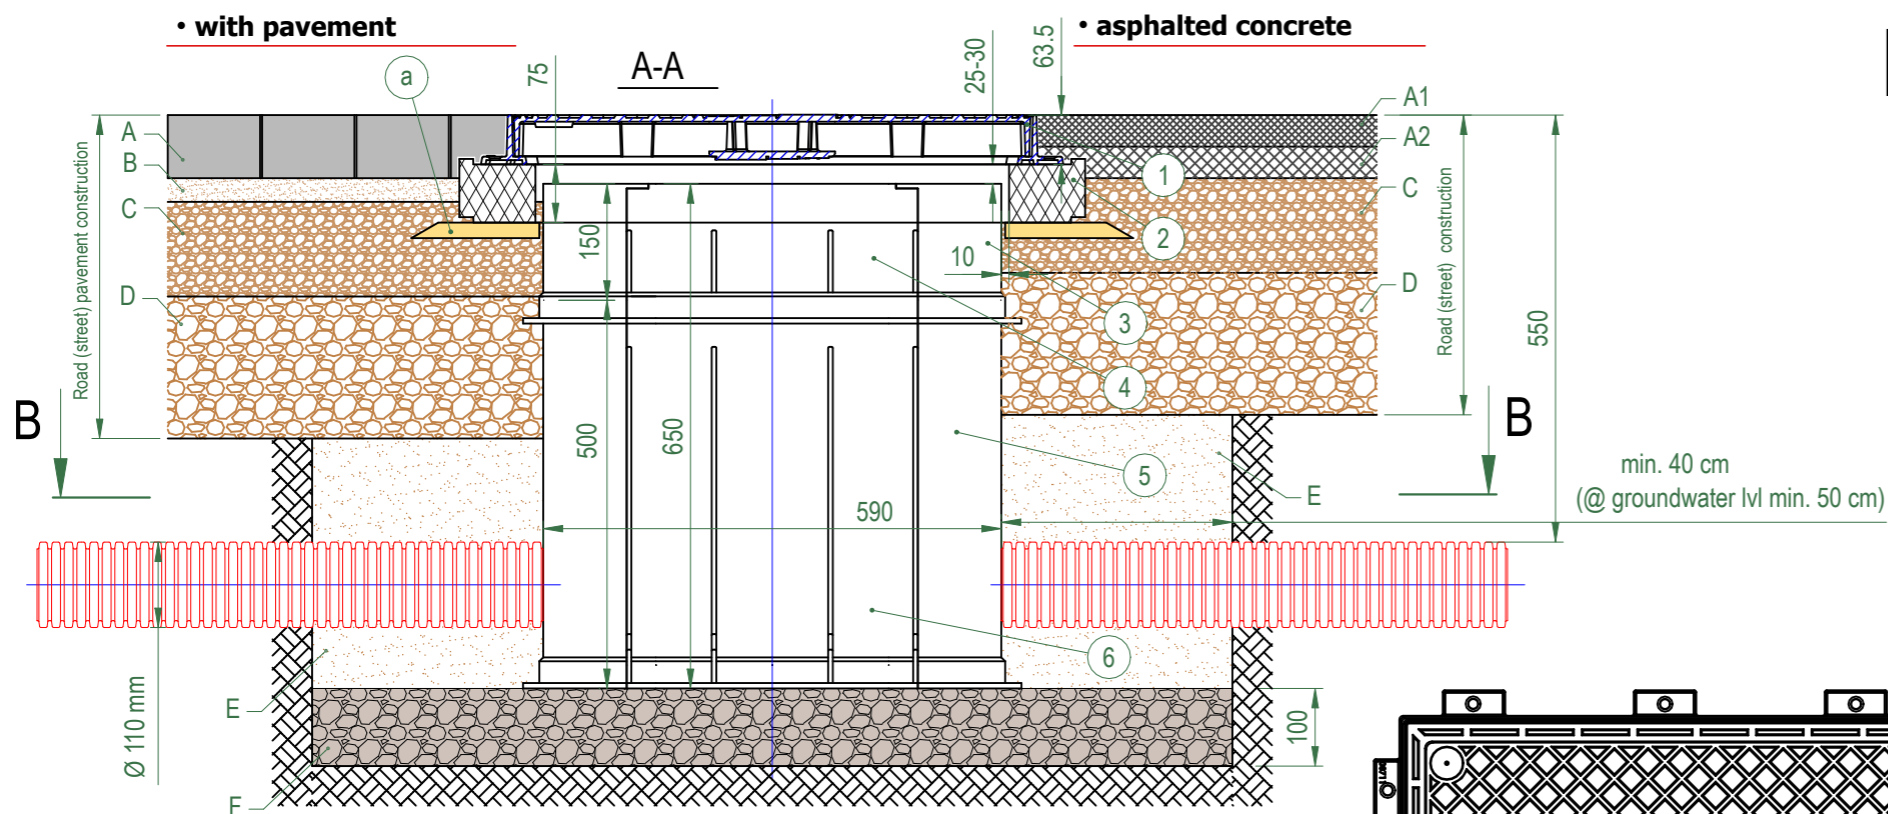 • with pavement
• asphalted concrete
A-A
a
75
25-30
63.5
A
B
C
D
Road (street) pavement construction
A1
A2
C
D
Road (street) construction
1
2
3
4
5
6
150
10
500
650
550
590
B
B
min. 40 cm
(@ groundwater lvl min. 50 cm)
E
E
F
Ø 110 mm
100